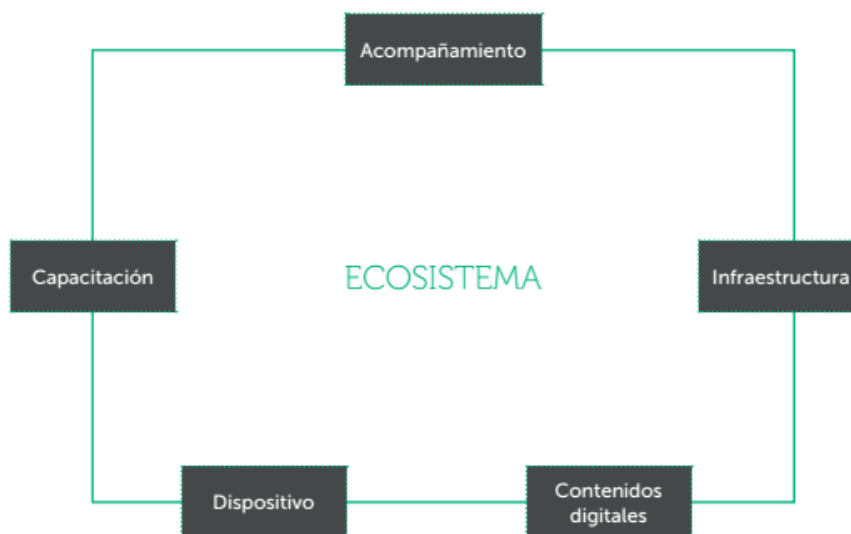 Acompañamiento
Capacitación
ECOSISTEMA
Infraestructura
Dispositivo
Contenidos
digitales